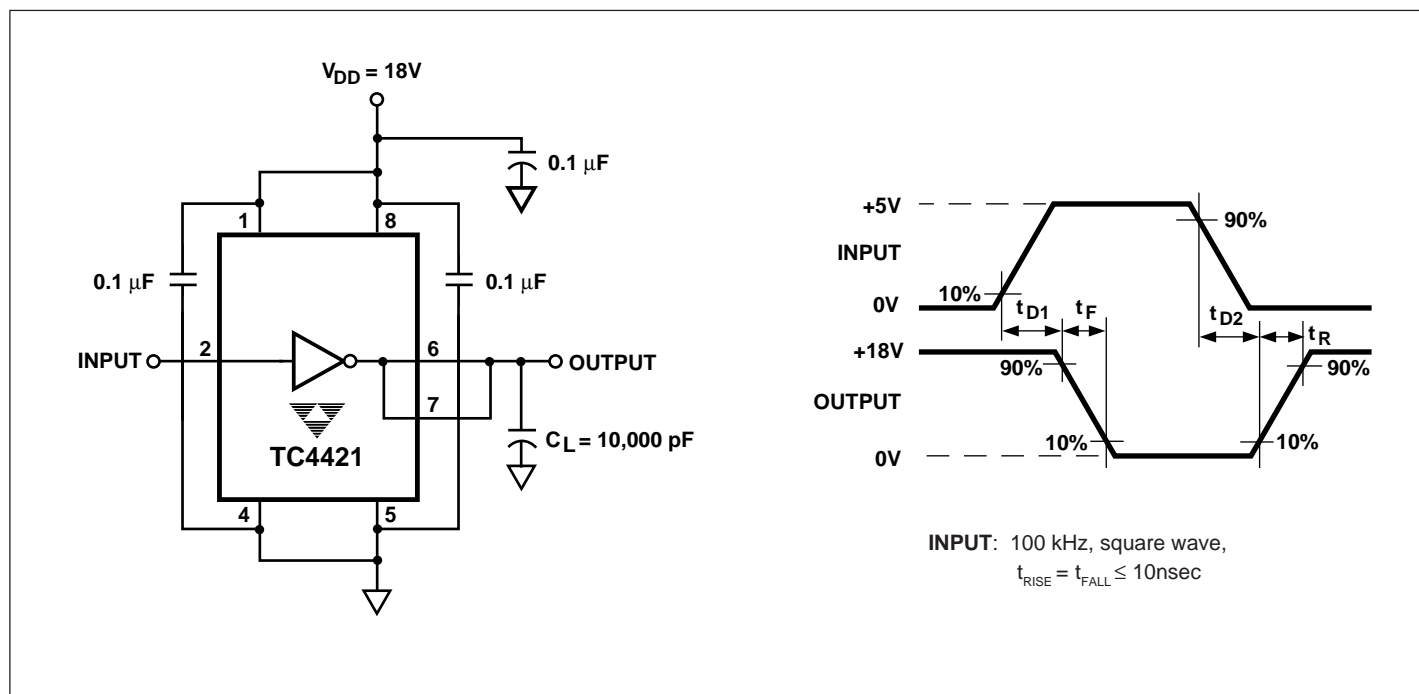 V_DD = 18V
0.1 μF
1
8
0.1 μF
0.1 μF
INPUT
2
6
OUTPUT
7
C_L = 10,000 pF
TC4421
4
5
+5V
90%
INPUT
10%
0V
t_D1
t_F
t_D2
t_R
+18V
90%
90%
OUTPUT
10%
10%
0V
INPUT: 100 kHz, square wave,
t_RISE = t_FALL ≤ 10nsec